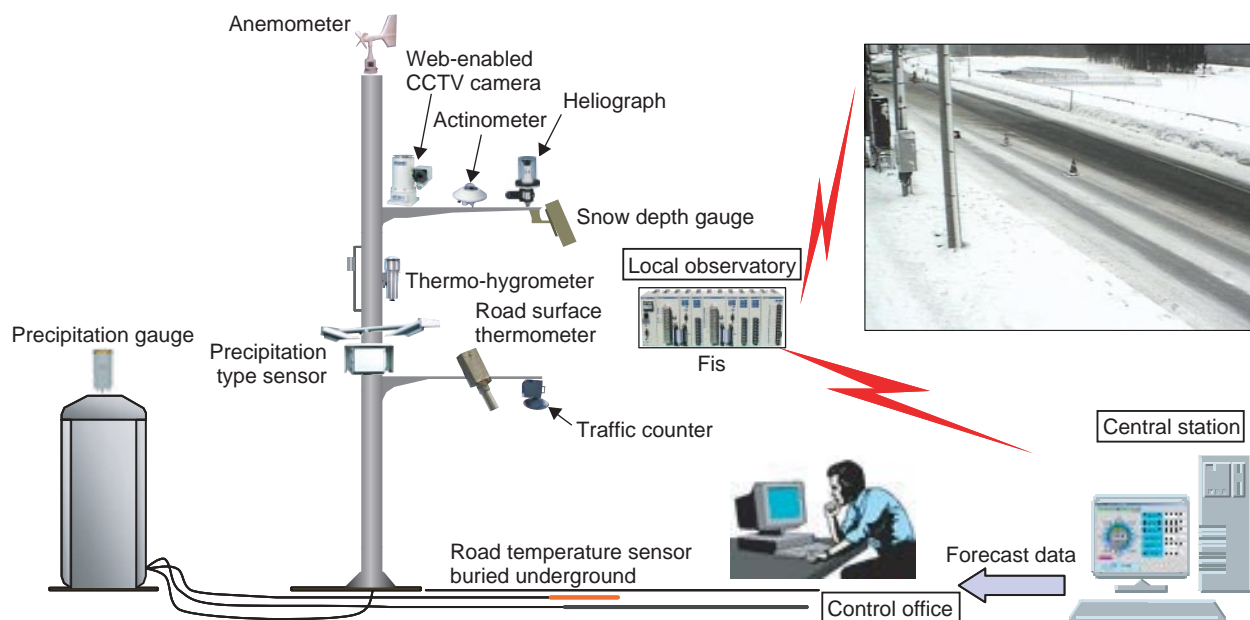 Anemometer
Web-enabled
CCTV camera
Actinometer
Heliograph
Snow depth gauge
Local observatory
Thermo-hygrometer
Road surface
thermometer
Precipitation gauge
Precipitation
type sensor
Fis
Traffic counter
Central station
Road temperature sensor
buried underground
Forecast data
Control office